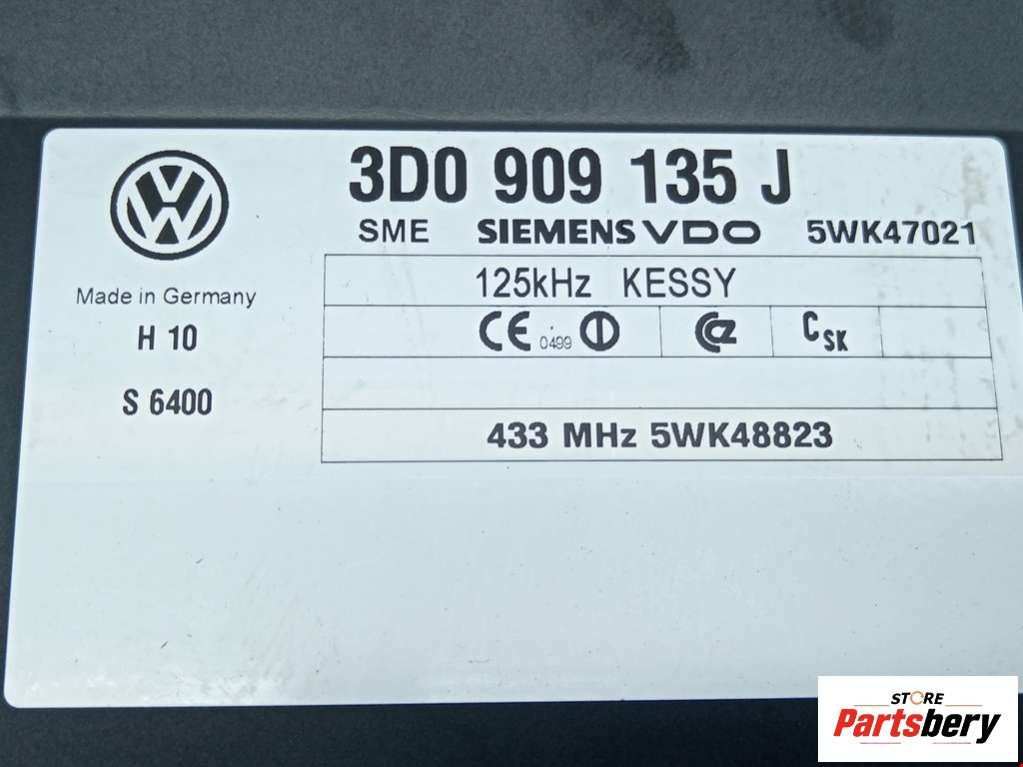 3D0 909 135 J
SME SIEMENS VDO 5WK47021
125kHz KESSY
Made in Germany
CE 0499
H 10
CSK
S 6400
433 MHz 5WK48823
STORE
Partsbery